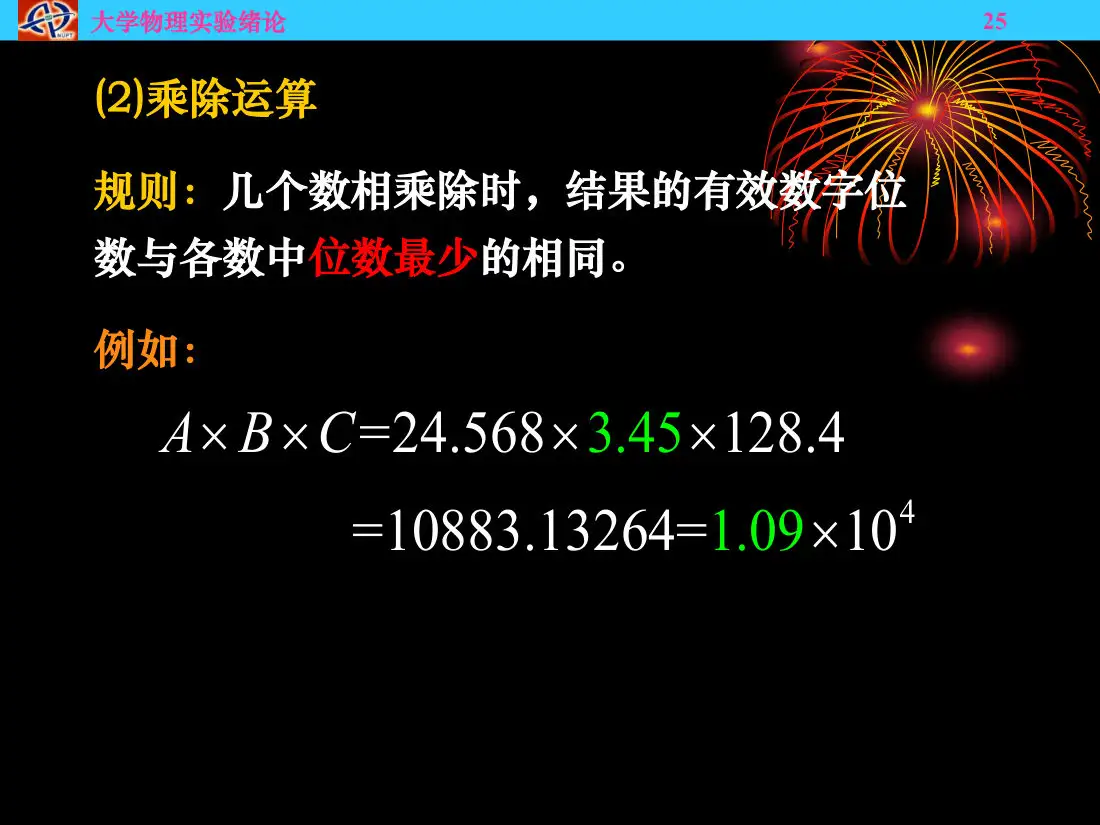 NUPT
大学物理实验绪论
25
(2)乘除运算
规则：几个数相乘除时，结果的有效数字位
数与各数中位数最少的相同。
例如：
A×B×C=24.568×3.45×128.4
=10883.13264=1.09×10⁴